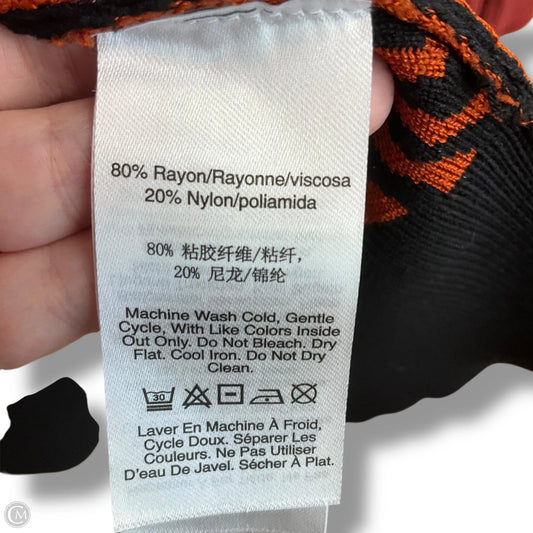 80% Rayon/Rayonne/viscosa
20% Nylon/poliamida
80% 粘胶纤维/粘纤,
20% 尼龙/锦纶
Machine Wash Cold, Gentle
Cycle, With Like Colors Inside
Out Only. Do Not Bleach. Dry
Flat. Cool Iron. Do Not Dry
Clean.
30
Laver En Machine À Froid,
Cycle Doux. Séparer Les
Couleurs. Ne Pas Utiliser
D'eau De Javel. Sécher À Plat.
CM